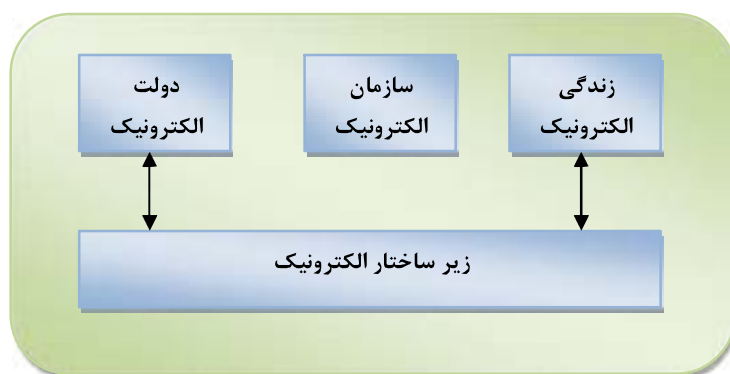 زندگی
الکترونیک
سازمان
الکترونیک
دولت
الکترونیک
زیر ساختار الکترونیک